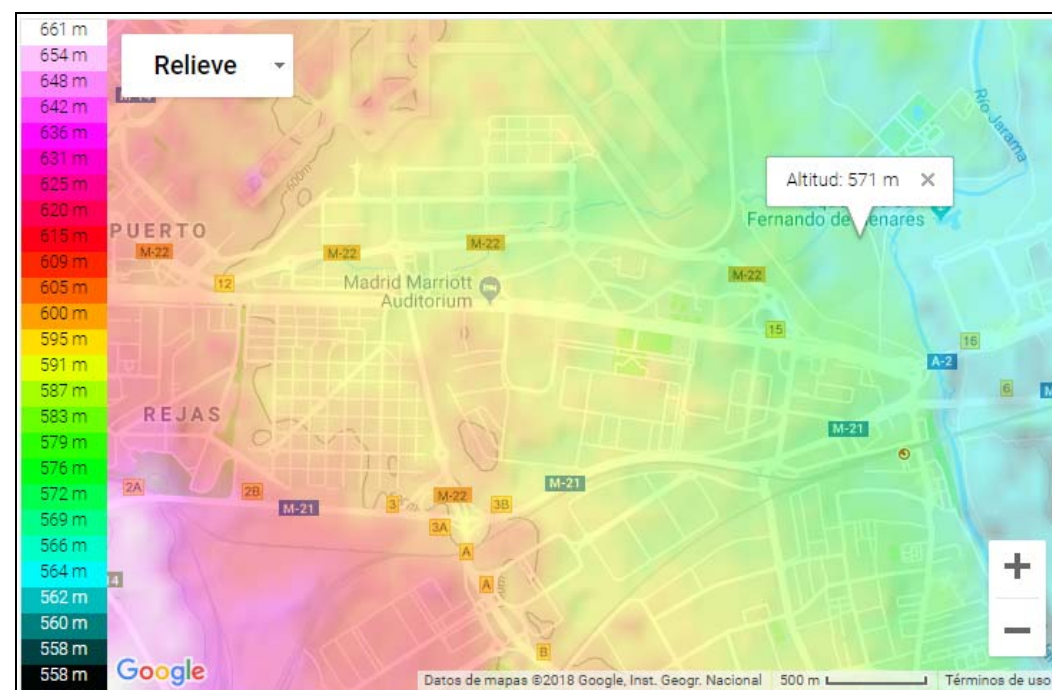 661 m
654 m
648 m
642 m
636 m
631 m
625 m
620 m
615 m
609 m
605 m
600 m
595 m
591 m
587 m
583 m
579 m
576 m
572 m
569 m
566 m
564 m
562 m
560 m
558 m
558 m
Relieve
M-14
600m
Río Jarama
Altitud: 571 m ×
Fernando de Henares
PUERTO
M-22
M-22
M-22
M-22
12
Madrid Marriott
Auditorium
15
16
A-2
6
REJAS
M-21
2A
2B
M-21
3
M-22
3B
M-21
3A
A
14
A
B
+
−
Google
Datos de mapas ©2018 Google, Inst. Geogr. Nacional
500 m
Términos de uso